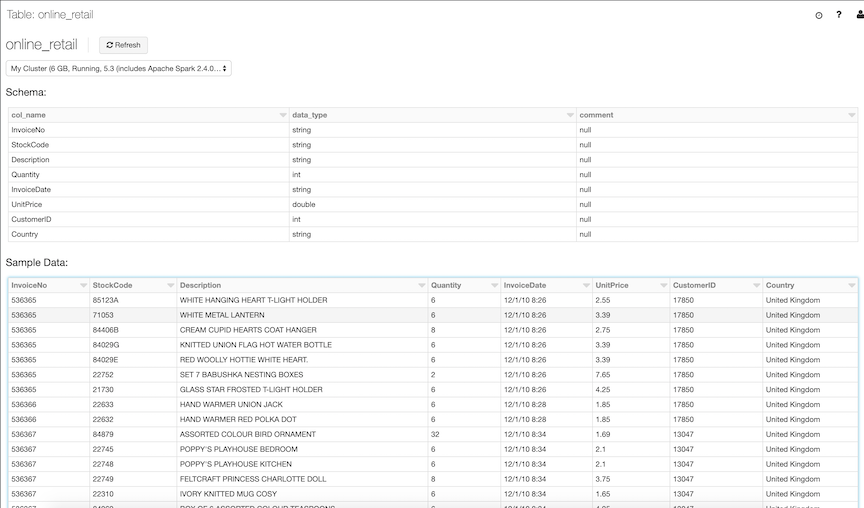 Table: online_retail
?
online_retail Refresh
My Cluster (6 GB, Running, 5.3 (includes Apache Spark 2.4.0...
Schema:
col_name data_type comment
InvoiceNo string null
StockCode string null
Description string null
Quantity int null
InvoiceDate string null
UnitPrice double null
CustomerID int null
Country string null
Sample Data:
InvoiceNo StockCode Description Quantity InvoiceDate UnitPrice CustomerID Country
536365 85123A WHITE HANGING HEART T-LIGHT HOLDER 6 12/1/10 8:26 2.55 17850 United Kingdom
536365 71053 WHITE METAL LANTERN 6 12/1/10 8:26 3.39 17850 United Kingdom
536365 84406B CREAM CUPID HEARTS COAT HANGER 8 12/1/10 8:26 2.75 17850 United Kingdom
536365 84029G KNITTED UNION FLAG HOT WATER BOTTLE 6 12/1/10 8:26 3.39 17850 United Kingdom
536365 84029E RED WOOLLY HOTTIE WHITE HEART. 6 12/1/10 8:26 3.39 17850 United Kingdom
536365 22752 SET 7 BABUSHKA NESTING BOXES 2 12/1/10 8:26 7.65 17850 United Kingdom
536365 21730 GLASS STAR FROSTED T-LIGHT HOLDER 6 12/1/10 8:26 4.25 17850 United Kingdom
536366 22633 HAND WARMER UNION JACK 6 12/1/10 8:28 1.85 17850 United Kingdom
536366 22632 HAND WARMER RED POLKA DOT 6 12/1/10 8:28 1.85 17850 United Kingdom
536367 84879 ASSORTED COLOUR BIRD ORNAMENT 32 12/1/10 8:34 1.69 13047 United Kingdom
536367 22745 POPPY'S PLAYHOUSE BEDROOM 6 12/1/10 8:34 2.1 13047 United Kingdom
536367 22748 POPPY'S PLAYHOUSE KITCHEN 6 12/1/10 8:34 2.1 13047 United Kingdom
536367 22749 FELTCRAFT PRINCESS CHARLOTTE DOLL 8 12/1/10 8:34 3.75 13047 United Kingdom
536367 22310 IVORY KNITTED MUG COSY 6 12/1/10 8:34 1.65 13047 United Kingdom